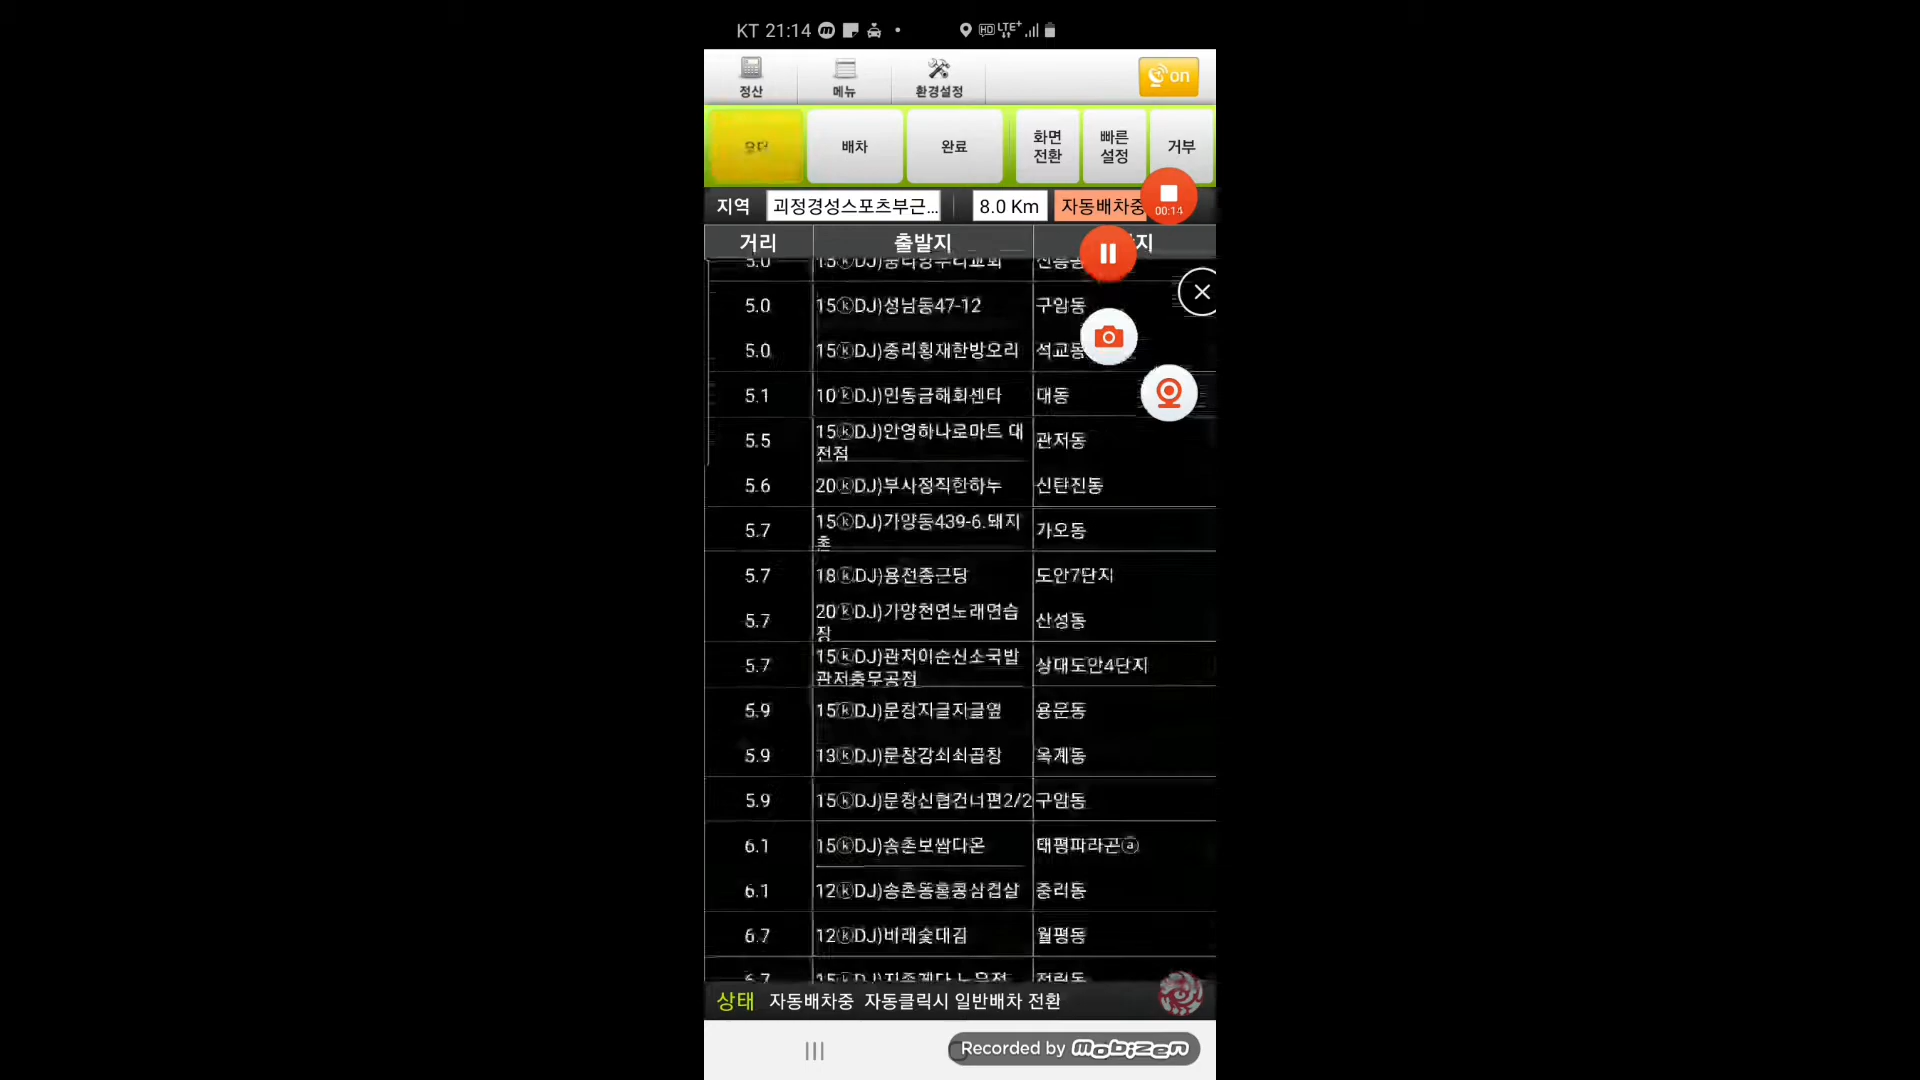 KT 21:14
HD LTE+
정산 메뉴 환경설정 on
오더 배차 완료 화면 전환 빠른 설정 거부
지역 괴정경성스포츠부근... 8.0 Km 자동배차중
00:14
거리 출발지 지
5.0
5.0 15ⓚDJ)성남동47-12 구암동
5.0 15ⓚDJ)중리횡재한방오리 석교동
5.1 대동
5.5 15ⓚDJ)안영하나로마트 대
전점 관저동
5.6 20ⓚDJ)부사정직한하누 신탄진동
5.7 15ⓚDJ)가양동439-6.돼지
촌 가오동
5.7 18ⓚDJ)용전종근당 도안7단지
5.7 20ⓚDJ)가양천연노래연습
장 산성동
5.7 15ⓚDJ)관저이순신소국밥
관저충무공점 상대도안4단지
5.9 15ⓚDJ)문창지글지글옆 용문동
5.9 13ⓚDJ)문창강쇠쇠곱창 옥계동
5.9 15ⓚDJ)문창신협건너편2/2 구암동
6.1 15ⓚDJ)송촌보쌈다온 태평파라곤ⓐ
6.1 12ⓚDJ)송촌동홍콩삼겹살 중리동
6.7 12ⓚDJ)비래숯대김 월평동
6.7
상태 자동배차중 자동클릭시 일반배차 전환
Recorded by mobizen